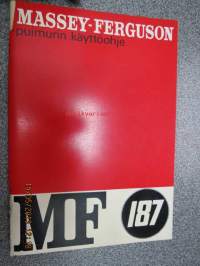 MASSEY-FERGUSON
puimurin käyttöohje
MF
187